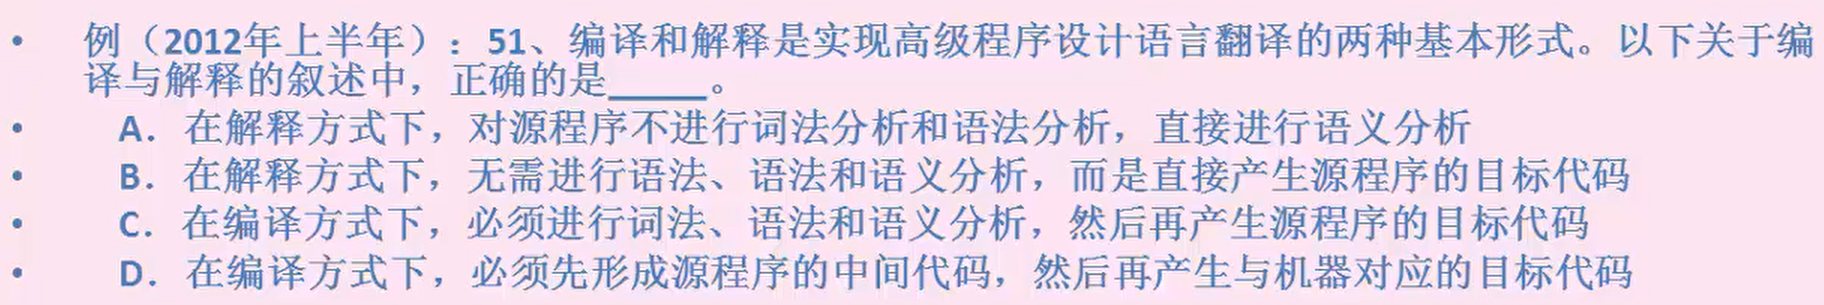 • 例（2012年上半年）：51、编译和解释是实现高级程序设计语言翻译的两种基本形式。以下关于编
译与解释的叙述中，正确的是_____。
• A．在解释方式下，对源程序不进行词法分析和语法分析，直接进行语义分析
• B．在解释方式下，无需进行语法、语法和语义分析，而是直接产生源程序的目标代码
• C．在编译方式下，必须进行词法、语法和语义分析，然后再产生源程序的目标代码
• D．在编译方式下，必须先形成源程序的中间代码，然后再产生与机器对应的目标代码